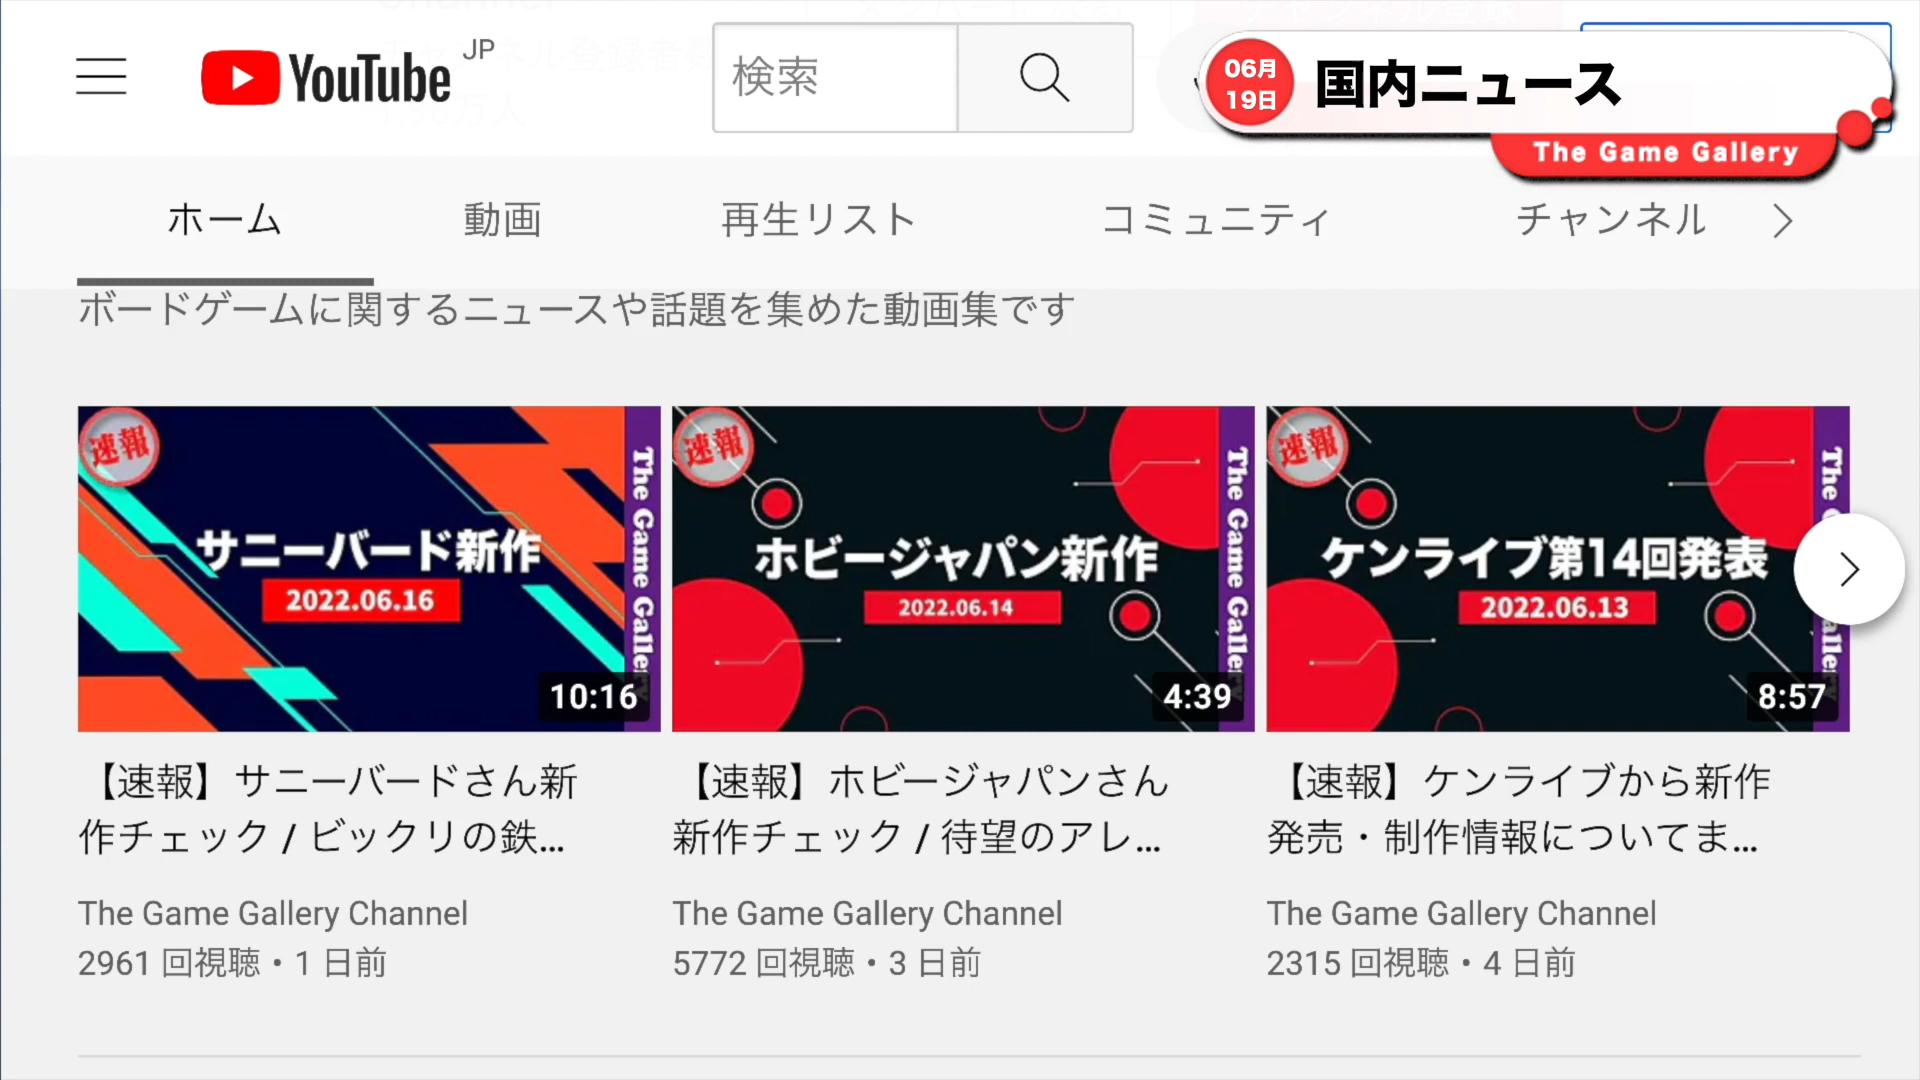 YouTube JP
検索
06月
19日
国内ニュース
The Game Gallery
ホーム
動画
再生リスト
コミュニティ
チャンネル
ボードゲームに関するニュースや話題を集めた動画集です
速報
サニーバード新作
2022.06.16
The Game Gallery
10:16
速報
ホビージャパン新作
2022.06.14
The Game Gallery
4:39
速報
ケンライブ第14回発表
2022.06.13
8:57
【速報】サニーバードさん新
作チェック / ビックリの鉄...
The Game Gallery Channel
2961 回視聴・1 日前
【速報】ホビージャパンさん
新作チェック / 待望のアレ...
The Game Gallery Channel
5772 回視聴・3 日前
【速報】ケンライブから新作
発売・制作情報についてま...
The Game Gallery Channel
2315 回視聴・4 日前